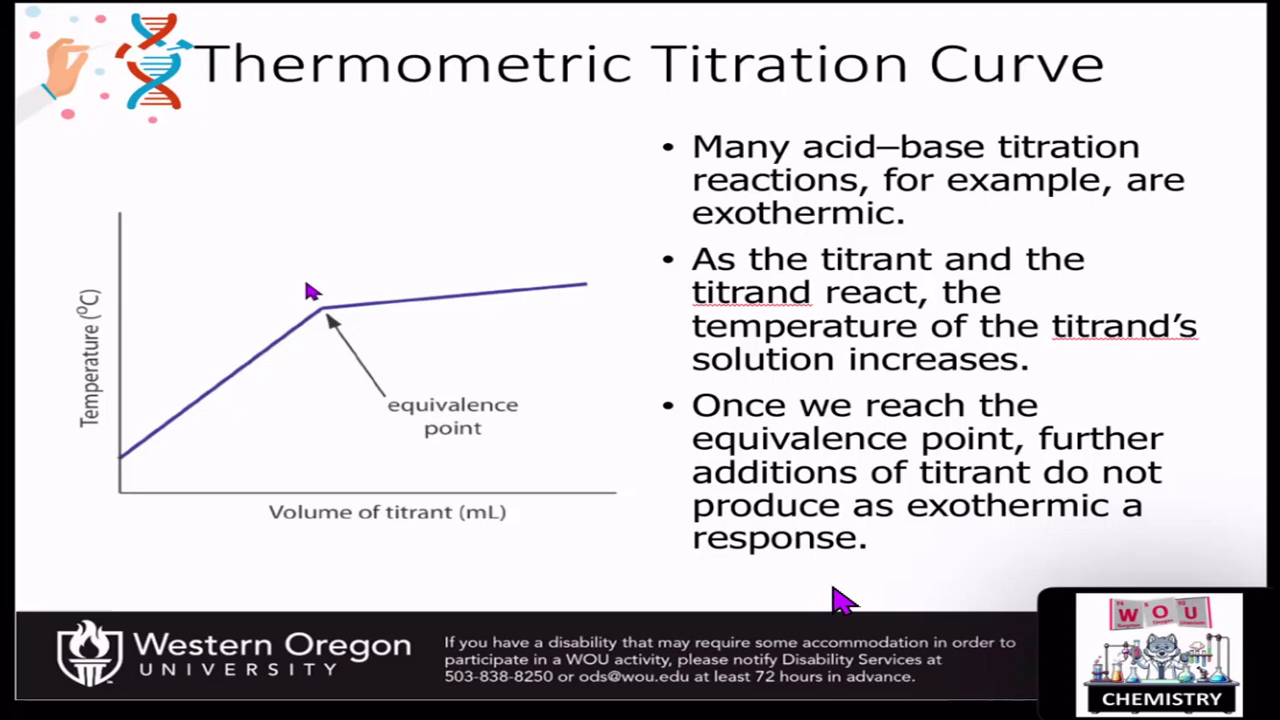 Thermometric Titration Curve
• Many acid–base titration
reactions, for example, are
exothermic.
• As the titrant and the
titrand react, the
temperature of the titrand’s
solution increases.
• Once we reach the
equivalence point, further
additions of titrant do not
produce as exothermic a
response.
Temperature (⁰C)
equivalence
point
Volume of titrant (mL)
Western Oregon
UNIVERSITY
If you have a disability that may require some accommodation in order to
participate in a WOU activity, please notify Disability Services at
503-838-8250 or ods@wou.edu at least 72 hours in advance.
W O U
CHEMISTRY